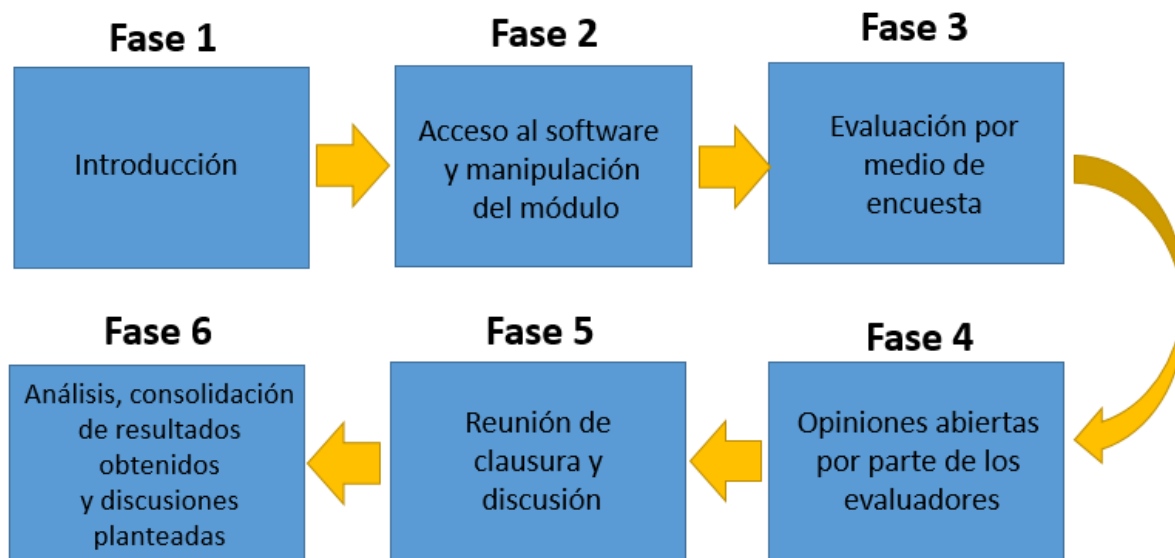 Fase 1
Introducción
Fase 2
Acceso al software
y manipulación
del módulo
Fase 3
Evaluación por
medio de
encuesta
Fase 4
Opiniones abiertas
por parte de los
evaluadores
Fase 5
Reunión de
clausura y
discusión
Fase 6
Análisis, consolidación
de resultados
obtenidos
y discusiones
planteadas